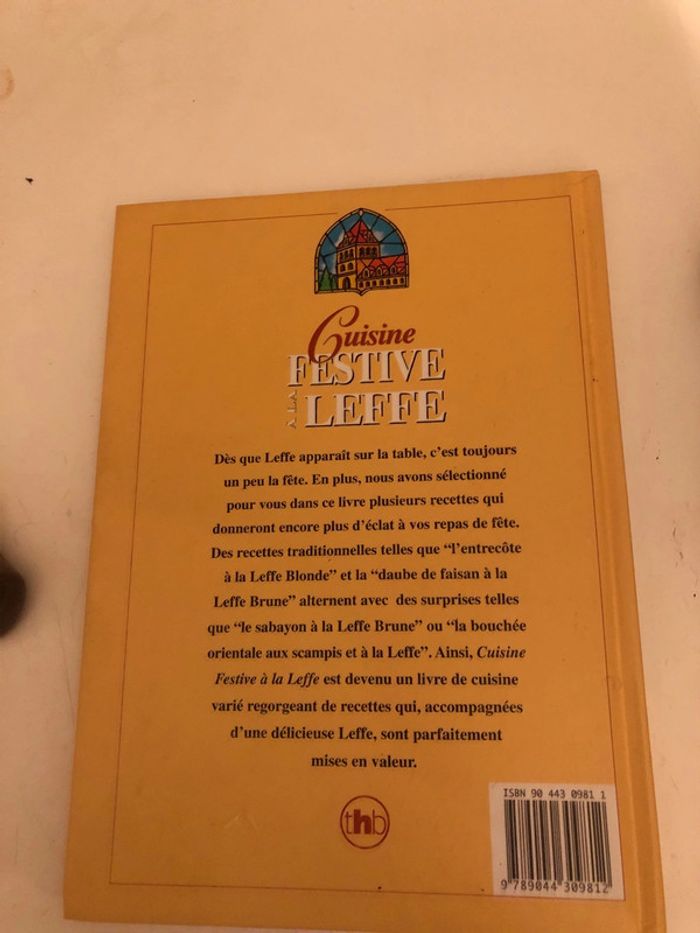 Cuisine
FESTIVE
À LA LEFFE
Dès que Leffe apparaît sur la table, c’est toujours
un peu la fête. En plus, nous avons sélectionné
pour vous dans ce livre plusieurs recettes qui
donneront encore plus d’éclat à vos repas de fête.
Des recettes traditionnelles telles que “l’entrecôte
à la Leffe Blonde” et la “daube de faisan à la
Leffe Brune” alternent avec des surprises telles
que “le sabayon à la Leffe Brune” ou “la bouchée
orientale aux scampis et à la Leffe”. Ainsi, Cuisine
Festive à la Leffe est devenu un livre de cuisine
varié regorgeant de recettes qui, accompagnées
d’une délicieuse Leffe, sont parfaitement
mises en valeur.
thb
ISBN 90 443 0981 1
9 789044 309812